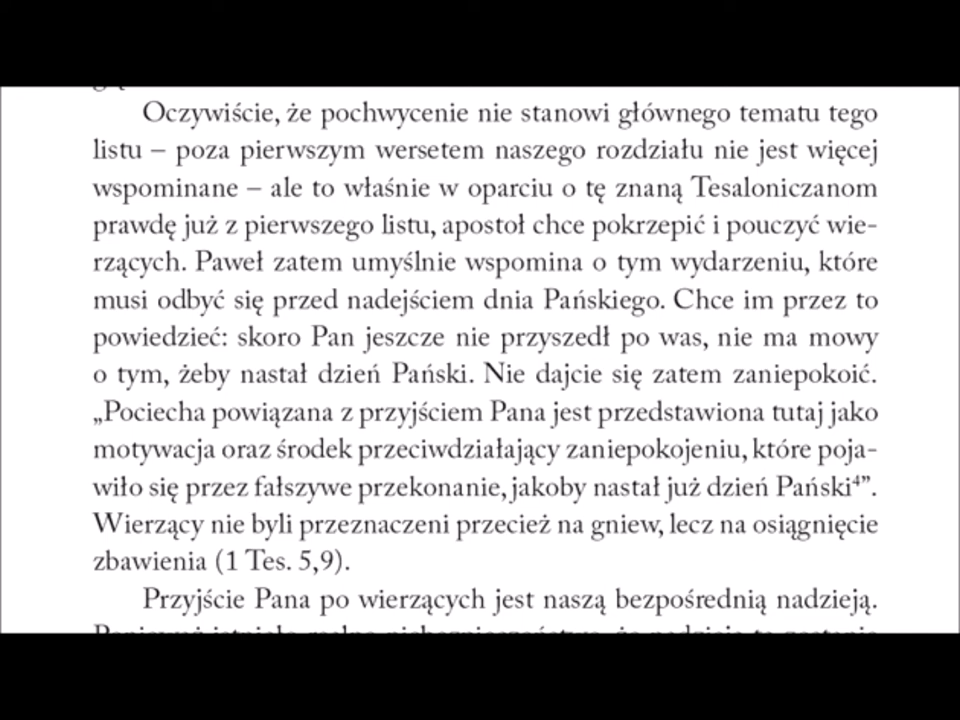 Oczywiście, że pochwycenie nie stanowi głównego tematu tego
listu – poza pierwszym wersetem naszego rozdziału nie jest więcej
wspominane – ale to właśnie w oparciu o tę znaną Tesaloniczanom
prawdę już z pierwszego listu, apostoł chce pokrzepić i pouczyć wie-
rzących. Paweł zatem umyślnie wspomina o tym wydarzeniu, które
musi odbyć się przed nadejściem dnia Pańskiego. Chce im przez to
powiedzieć: skoro Pan jeszcze nie przyszedł po was, nie ma mowy
o tym, żeby nastał dzień Pański. Nie dajcie się zatem zaniepokoić.
„Pociecha powiązana z przyjściem Pana jest przedstawiona tutaj jako
motywacja oraz środek przeciwdziałający zaniepokojeniu, które poja-
wiło się przez fałszywe przekonanie, jakoby nastał już dzień Pański⁴”.
Wierzący nie byli przeznaczeni przecież na gniew, lecz na osiągnięcie
zbawienia (1 Tes. 5,9).
Przyjście Pana po wierzących jest naszą bezpośrednią nadzieją.